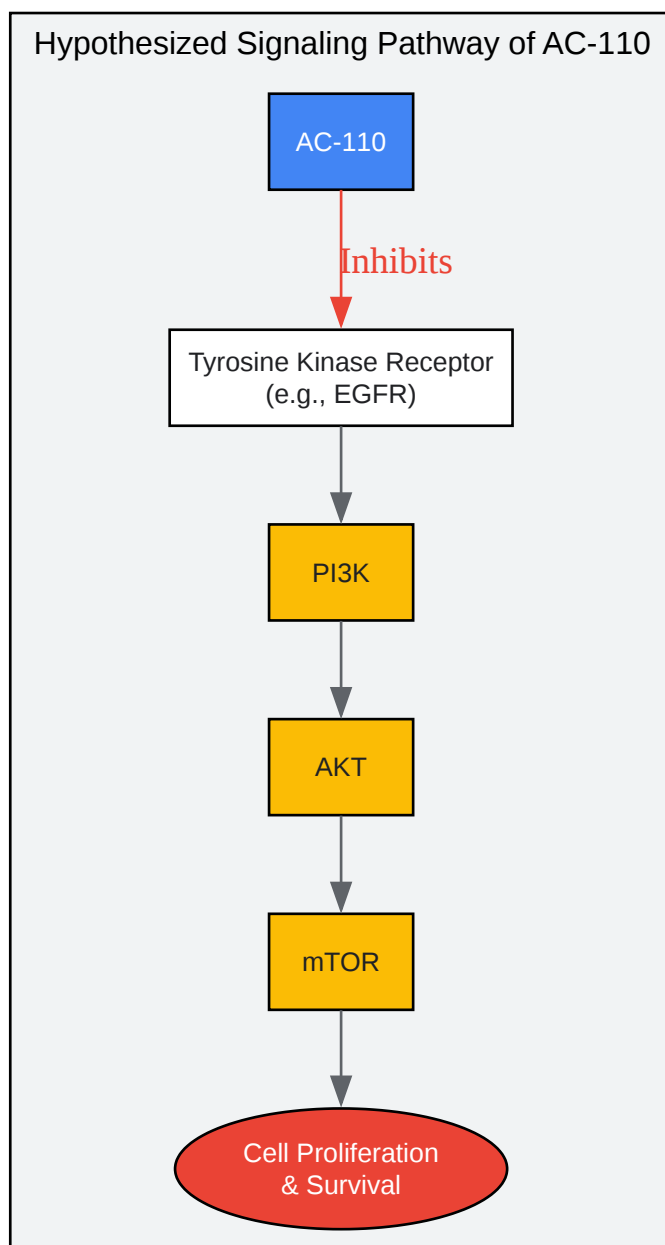 Hypothesized Signaling Pathway of AC-110
AC-110
Inhibits
Tyrosine Kinase Receptor
(e.g., EGFR)
PI3K
AKT
mTOR
Cell Proliferation
& Survival